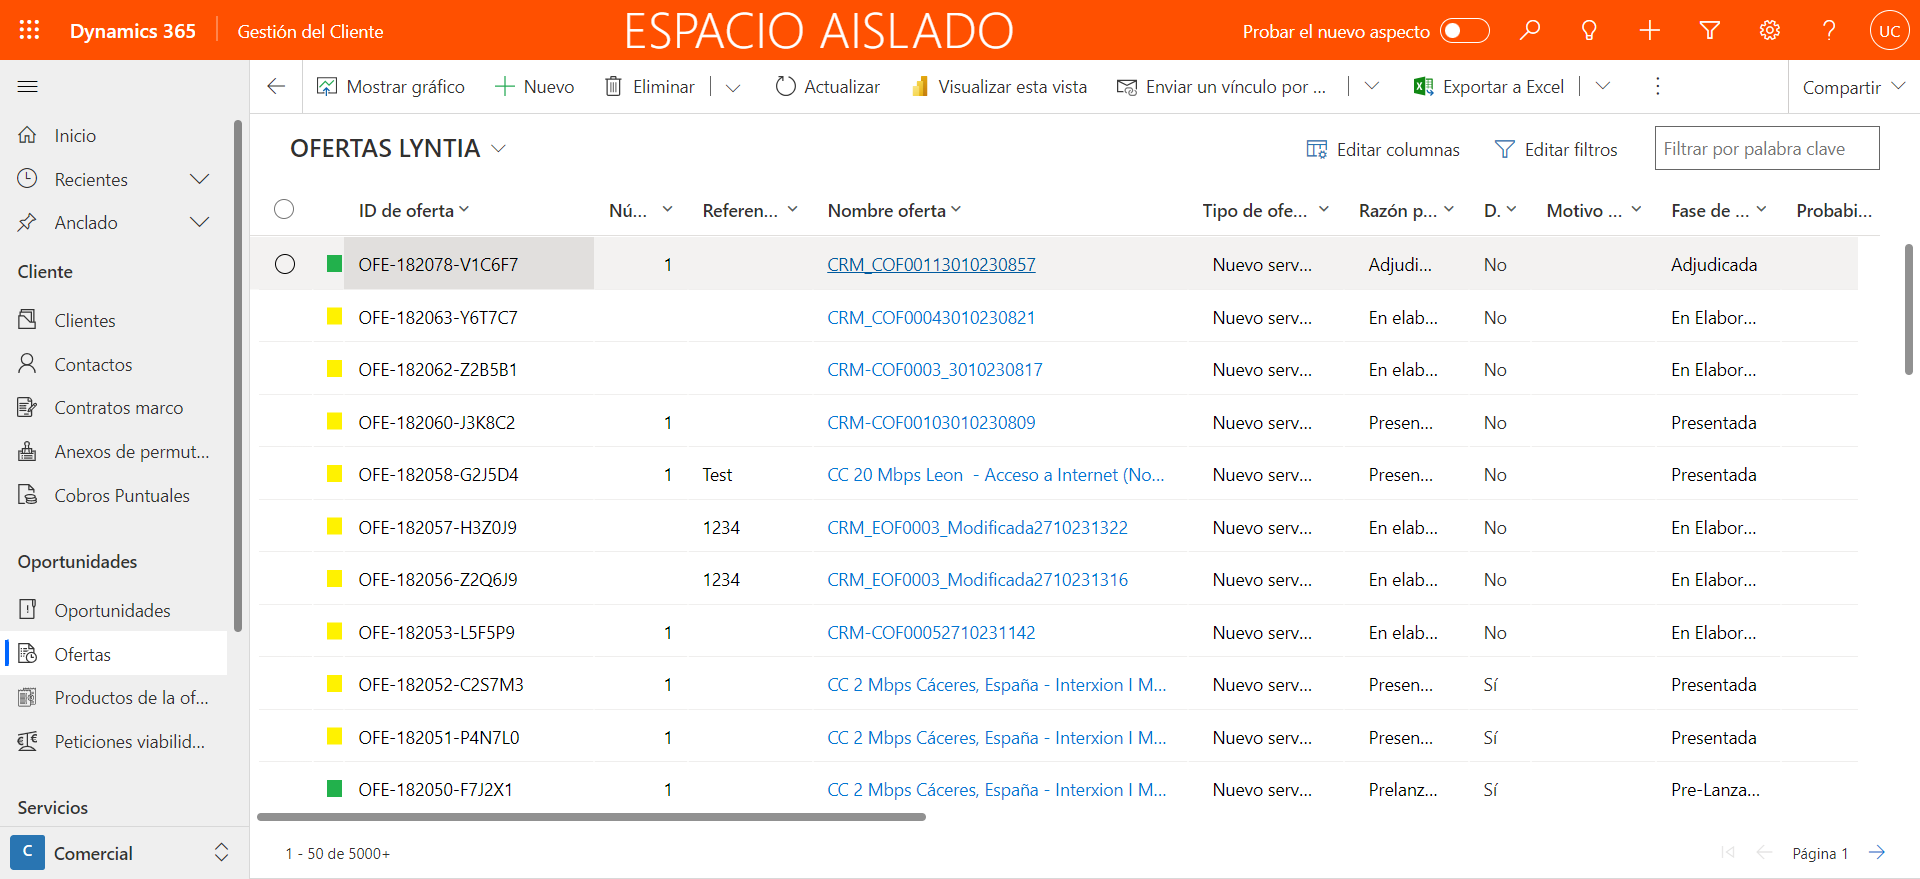 Dynamics 365 Gestión del Cliente ESPACIO AISLADO Probar el nuevo aspecto UC
Mostrar gráfico Nuevo Eliminar Actualizar Visualizar esta vista Enviar un vínculo por ... Exportar a Excel Compartir
Inicio
Recientes
Anclado
Cliente
Clientes
Contactos
Contratos marco
Anexos de permut...
Cobros Puntuales
Oportunidades
Oportunidades
Ofertas
Productos de la of...
Peticiones viabilid...
Servicios
C Comercial
OFERTAS LYNTIA Editar columnas Editar filtros Filtrar por palabra clave
ID de oferta Nú... Referen... Nombre oferta Tipo de ofe... Razón p... D. Motivo ... Fase de ... Probabi...
OFE-182078-V1C6F7 1 CRM_COF00113010230857 Nuevo serv... Adjudi... No Adjudicada
OFE-182063-Y6T7C7 CRM_COF00043010230821 Nuevo serv... En elab... No En Elabor...
OFE-182062-Z2B5B1 CRM-COF0003_3010230817 Nuevo serv... En elab... No En Elabor...
OFE-182060-J3K8C2 1 CRM-COF00103010230809 Nuevo serv... Presen... No Presentada
OFE-182058-G2J5D4 1 Test CC 20 Mbps Leon - Acceso a Internet (No... Nuevo serv... Presen... No Presentada
OFE-182057-H3Z0J9 1234 CRM_EOF0003_Modificada2710231322 Nuevo serv... En elab... No En Elabor...
OFE-182056-Z2Q6J9 1234 CRM_EOF0003_Modificada2710231316 Nuevo serv... En elab... No En Elabor...
OFE-182053-L5F5P9 1 CRM-COF00052710231142 Nuevo serv... En elab... No En Elabor...
OFE-182052-C2S7M3 1 CC 2 Mbps Cáceres, España - Interxion I M... Nuevo serv... Presen... Sí Presentada
OFE-182051-P4N7L0 1 CC 2 Mbps Cáceres, España - Interxion I M... Nuevo serv... Presen... Sí Presentada
OFE-182050-F7J2X1 1 CC 2 Mbps Cáceres, España - Interxion I M... Nuevo serv... Prelanz... Sí Pre-Lanza...
1 - 50 de 5000+ Página 1